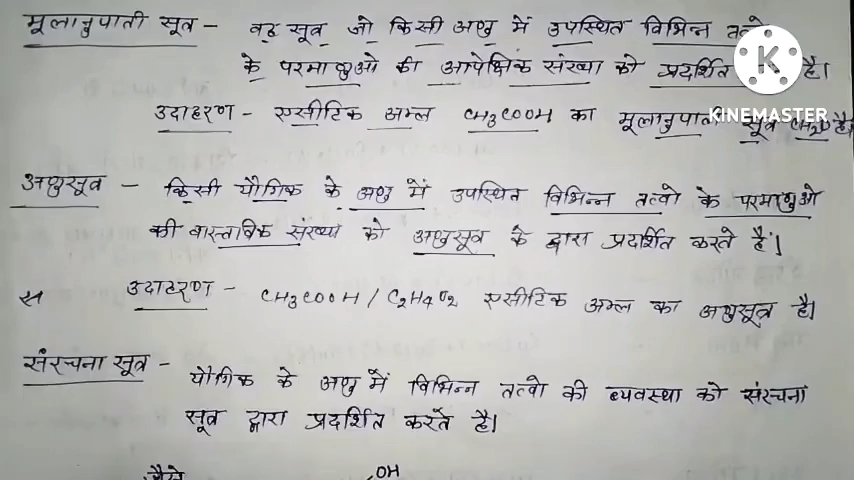 मूलानुपाती सूत्र - वह सूत्र जो किसी अणु में उपस्थित विभिन्न तत्वो
के परमाणुओ की आपेक्षिक संख्या को प्रदर्शित है।
KINEMASTER
उदाहरण - एसीटिक अम्ल CH3COOH का मूलानुपाती सूत्र CH2O है।
अणुसूत्र - किसी यौगिक के अणु में उपस्थित विभिन्न तत्वो के परमाणुओ
की वास्तविक संख्या को अणुसूत्र के द्वारा प्रदर्शित करते है।
स उदाहरण - CH3COOH / C2H4O2 एसीटिक अम्ल का अणुसूत्र है।
संरचना सूत्र -
यौगिक के अणु में विभिन्न तत्वो की व्यवस्था को संरचना
सूत्र द्वारा प्रदर्शित करते है।
जैसे OH